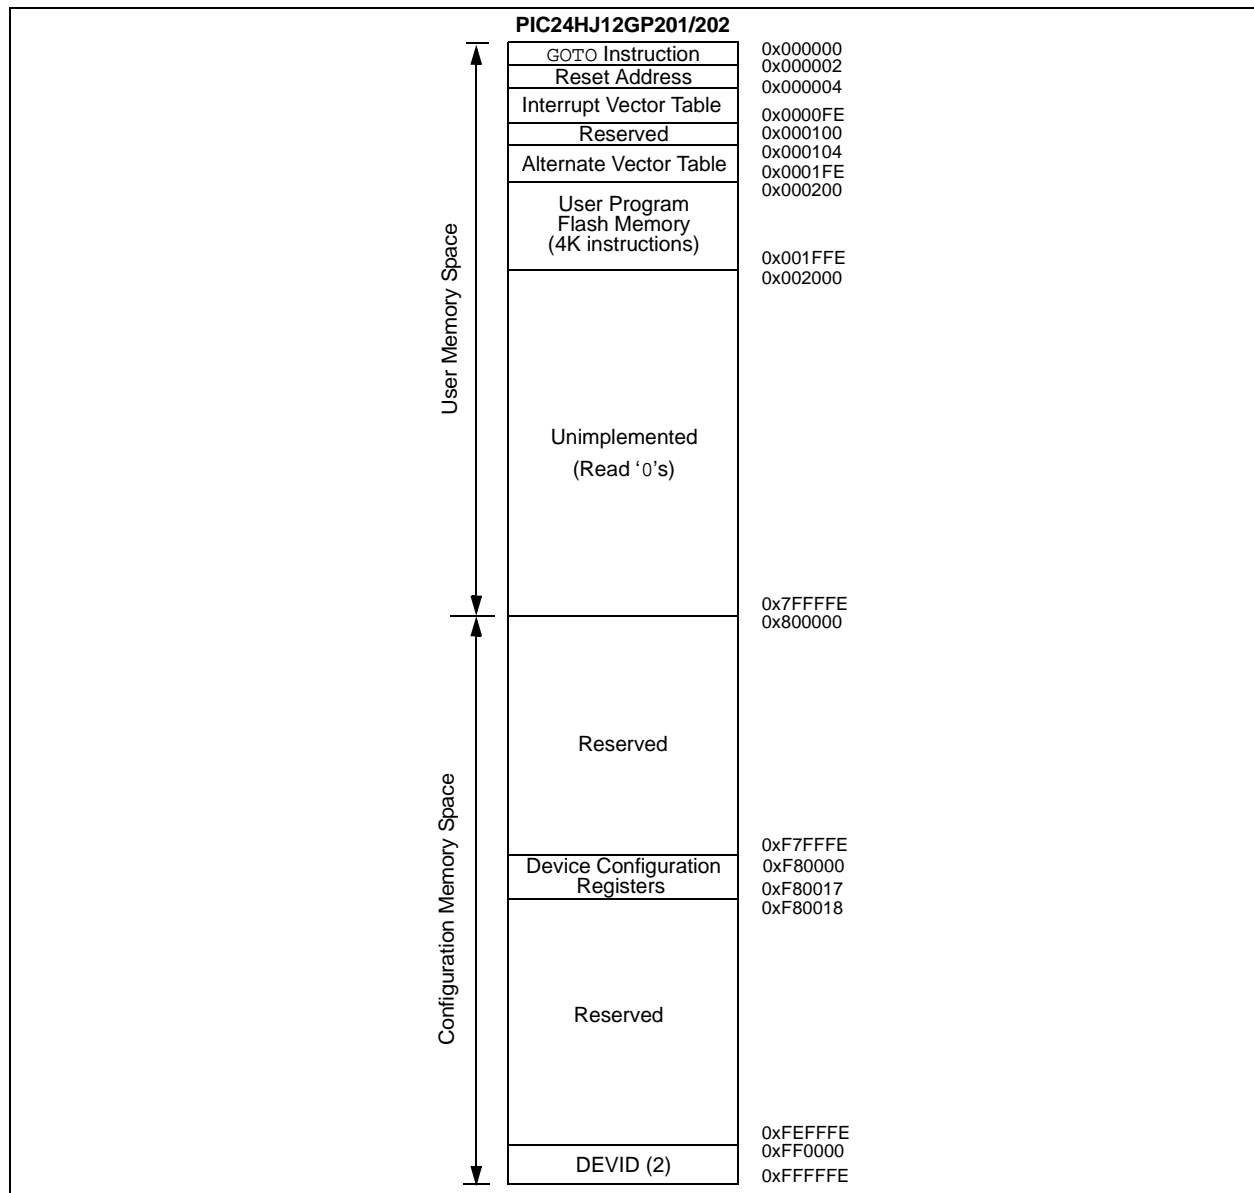 PIC24HJ12GP201/202
GOTO Instruction
0x000000
Reset Address
0x000002
0x000004
Interrupt Vector Table
0x0000FE
Reserved
0x000100
0x000104
Alternate Vector Table
0x0001FE
0x000200
User Program
Flash Memory
(4K instructions)
0x001FFE
0x002000
User Memory Space
Unimplemented
(Read ‘0’s)
0x7FFFFE
0x800000
Reserved
Configuration Memory Space
0xF7FFFE
Device Configuration
0xF80000
Registers
0xF80017
0xF80018
Reserved
0xFEFFFE
0xFF0000
DEVID (2)
0xFFFFFE